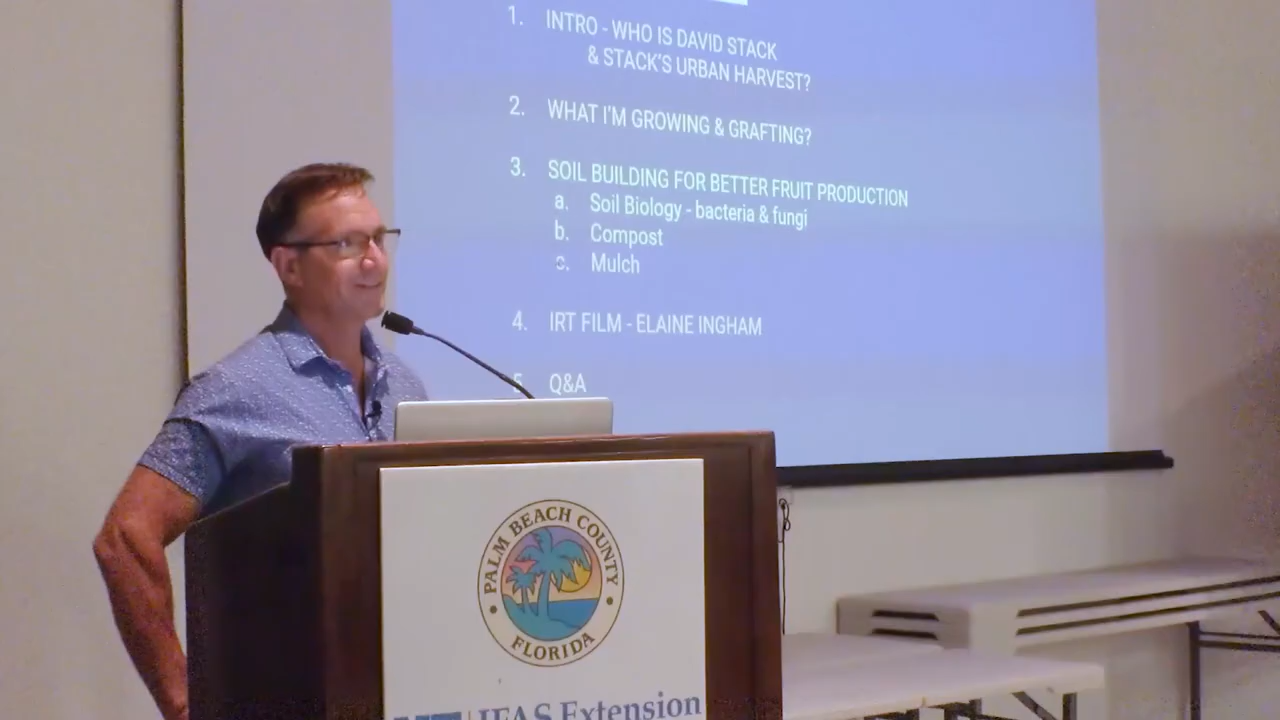 1. INTRO - WHO IS DAVID STACK
& STACK'S URBAN HARVEST?
2. WHAT I'M GROWING & GRAFTING?
3. SOIL BUILDING FOR BETTER FRUIT PRODUCTION
a. Soil Biology - bacteria & fungi
b. Compost
c. Mulch
4. IRT FILM - ELAINE INGHAM
5. Q&A
PALM BEACH COUNTY
FLORIDA
IFAS Extension